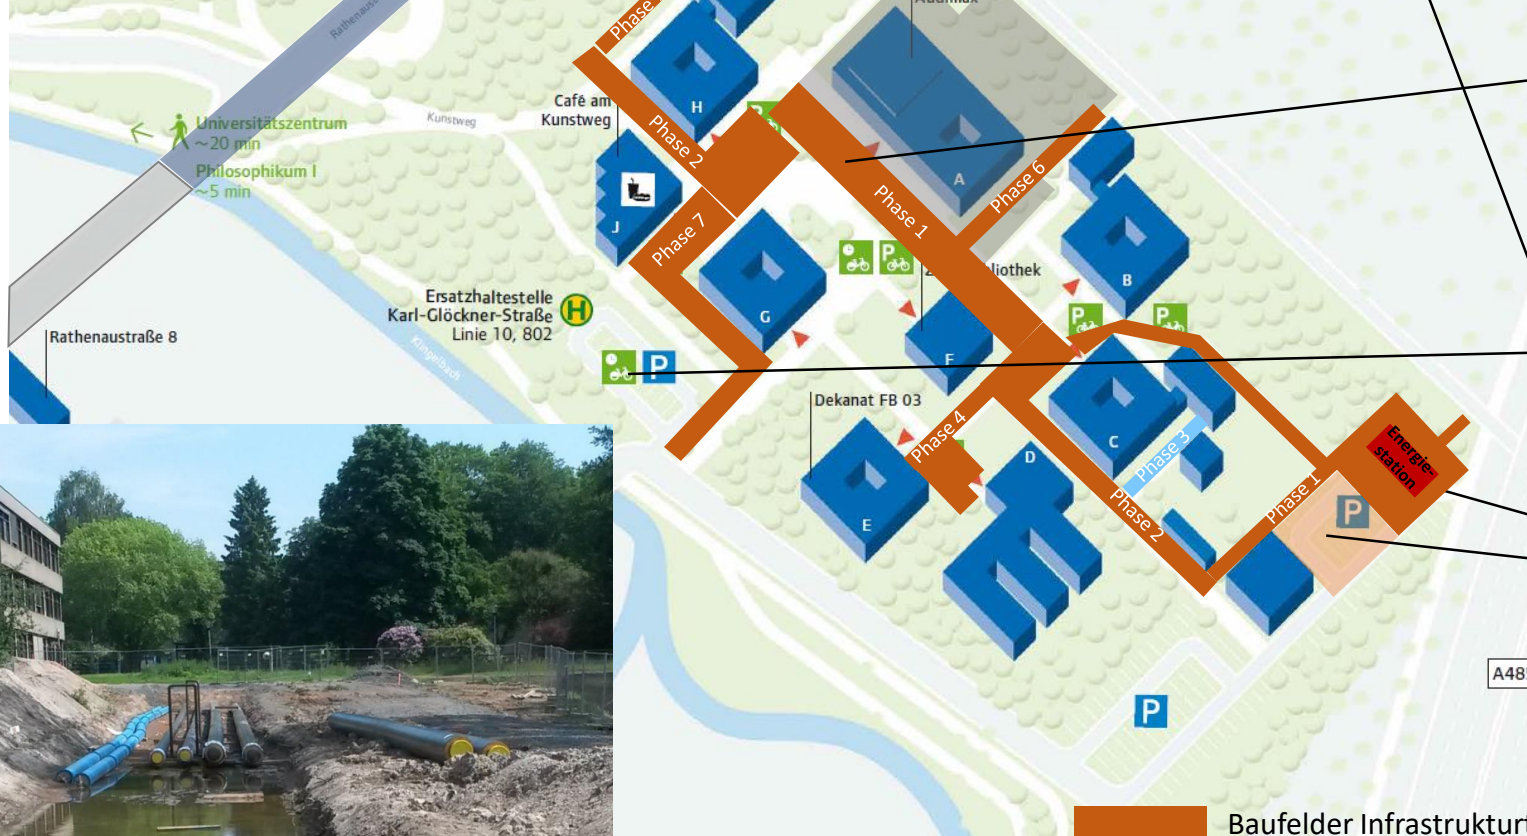 Audimax
Rathenaustr
Phase
Café am
Kunstweg
H
Kunstweg
Universitätszentrum
~20 min
Philosophikum I
~5 min
Phase 2
A
Phase 6
Phase 1
J
Phase 7
B
P
liothek
G
P
P
Ersatzhaltestelle
Karl-Glöckner-Straße
Linie 10, 802
H
Rathenaustraße 8
Klingelbach
F
P
Dekanat FB 03
Phase 4
C
Phase 3
D
Energie-
station
Phase 1
P
Phase 2
E
A48
P
Baufelder Infrastruktur